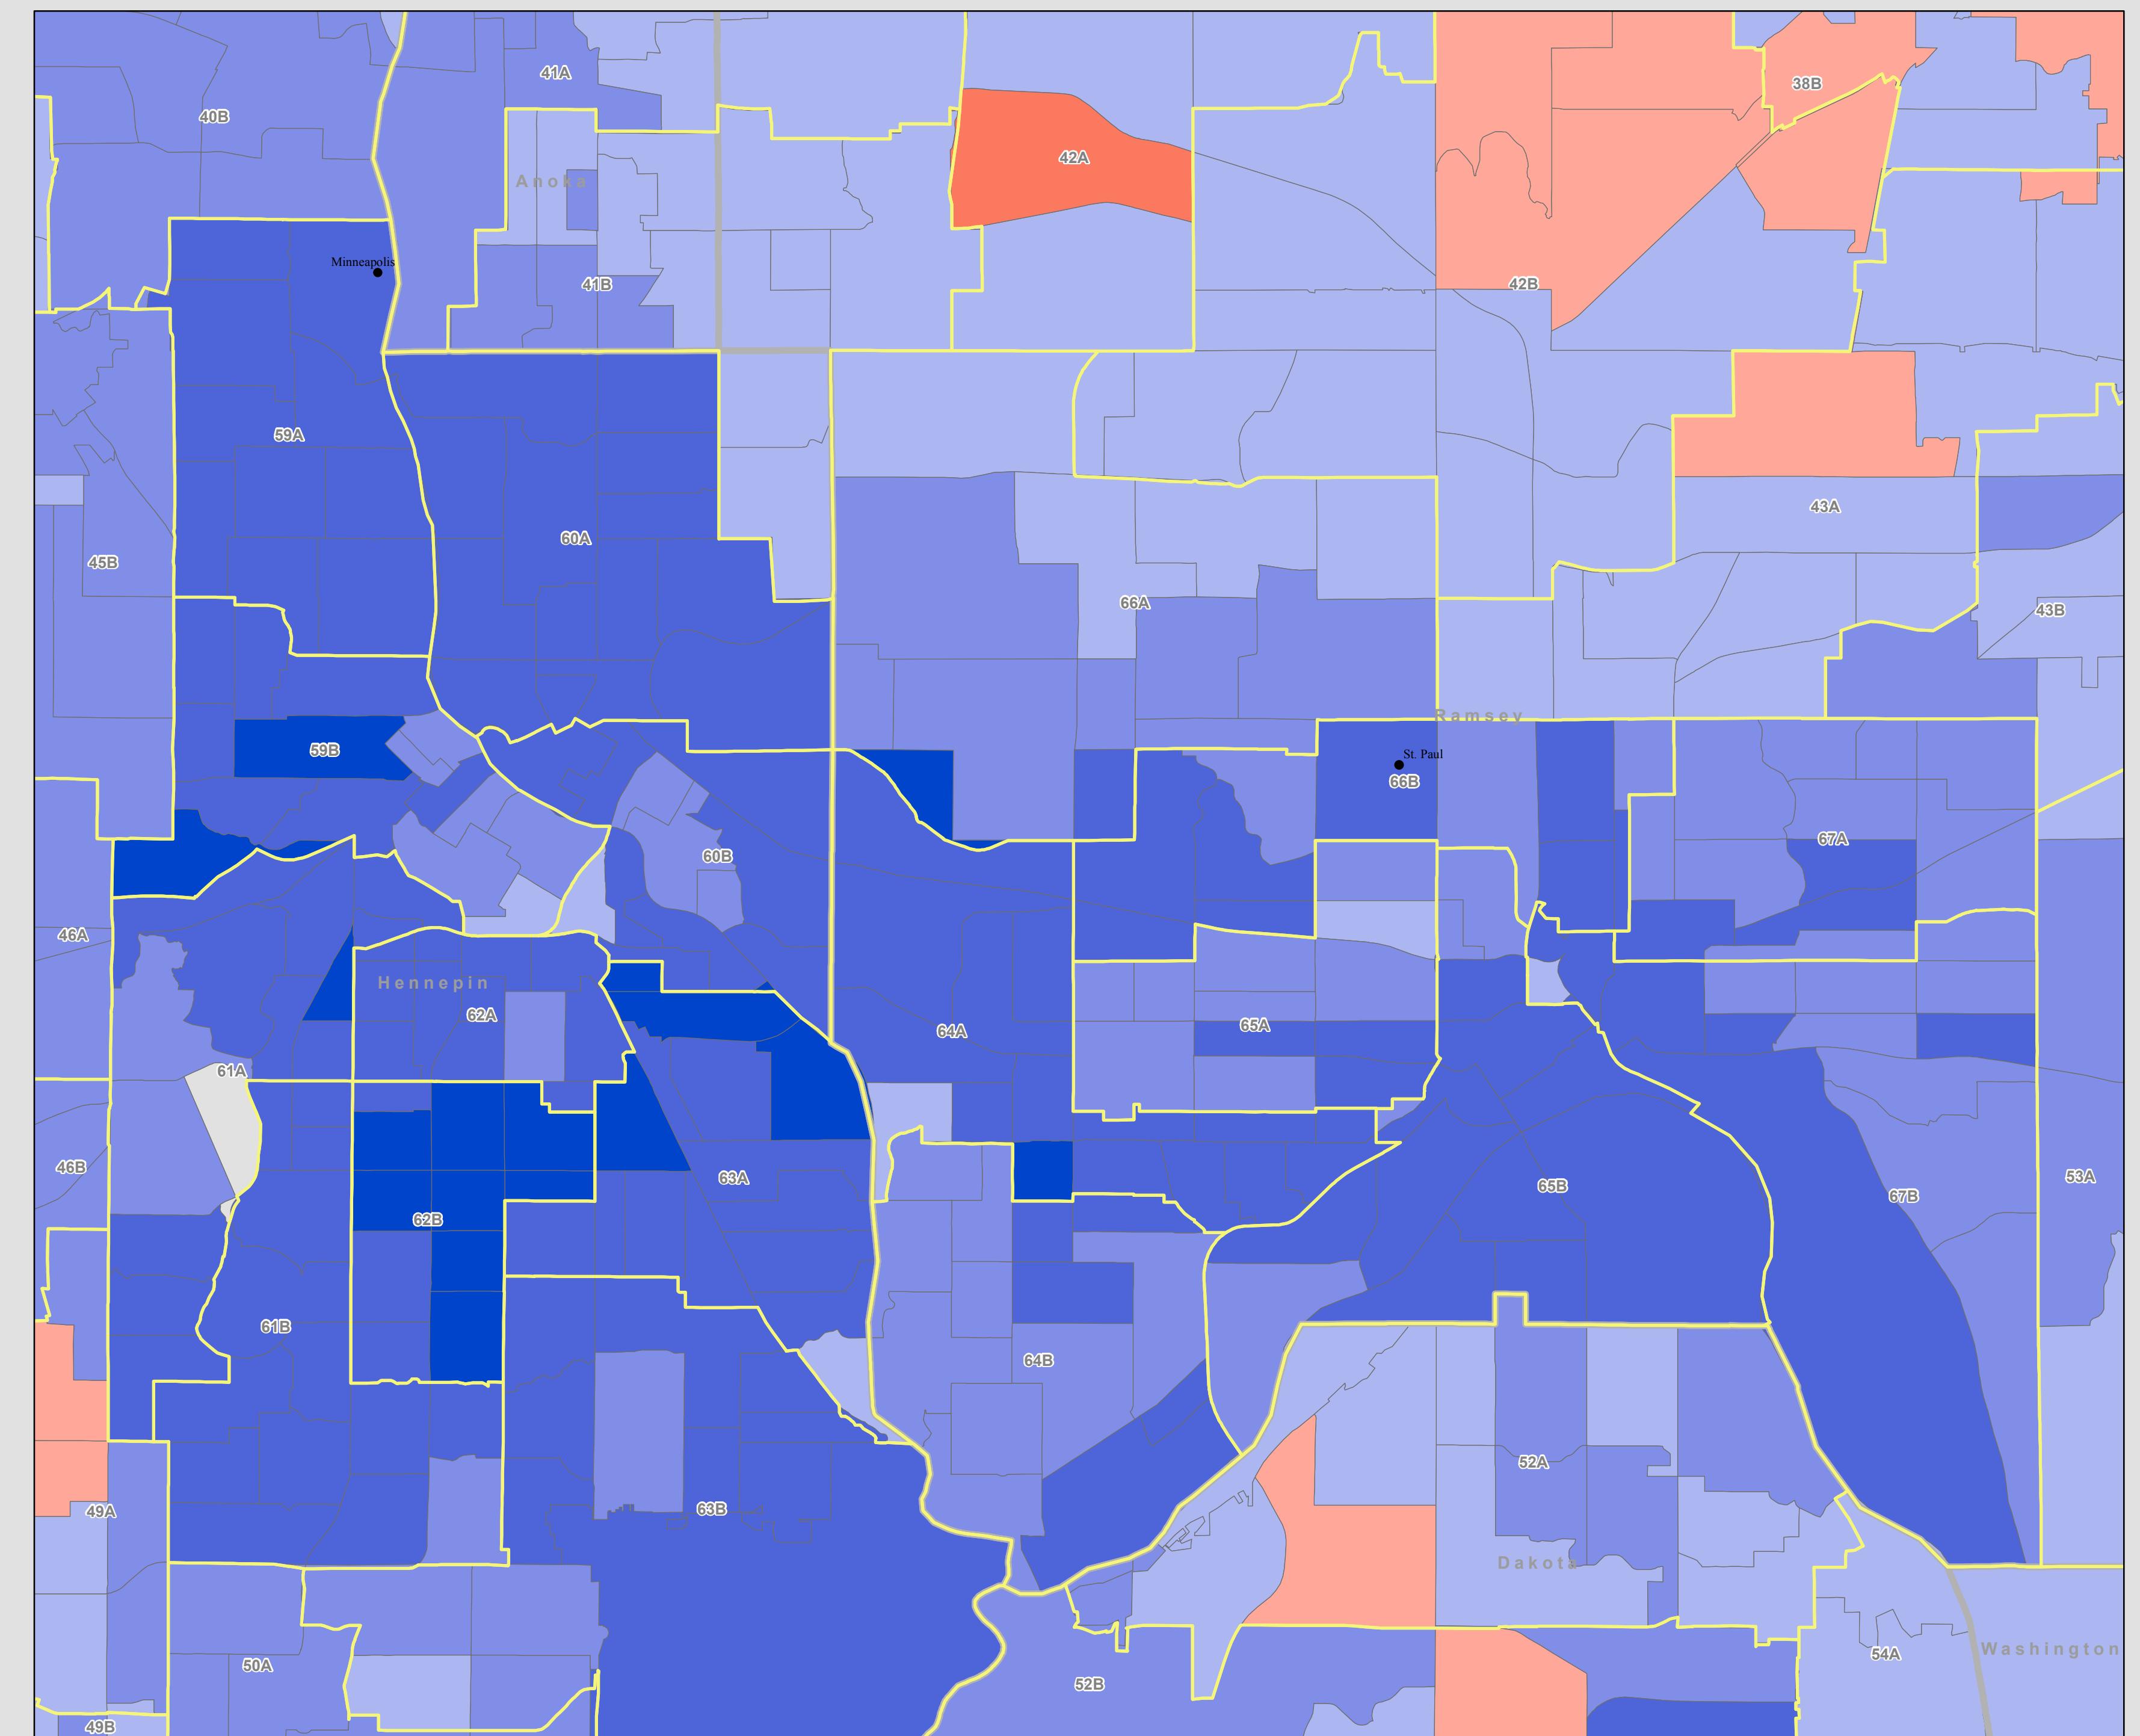 41A
38B
40B
42A
Anoka
Minneapolis
41B
42B
59A
43A
60A
45B
66A
43B
Ramsey
59B
St. Paul
66B
67A
60B
46A
Hennepin
62A
65A
64A
61A
46B
63A
53A
65B
67B
62B
61B
64B
52A
49A
63B
Dakota
Washington
54A
50A
52B
49B